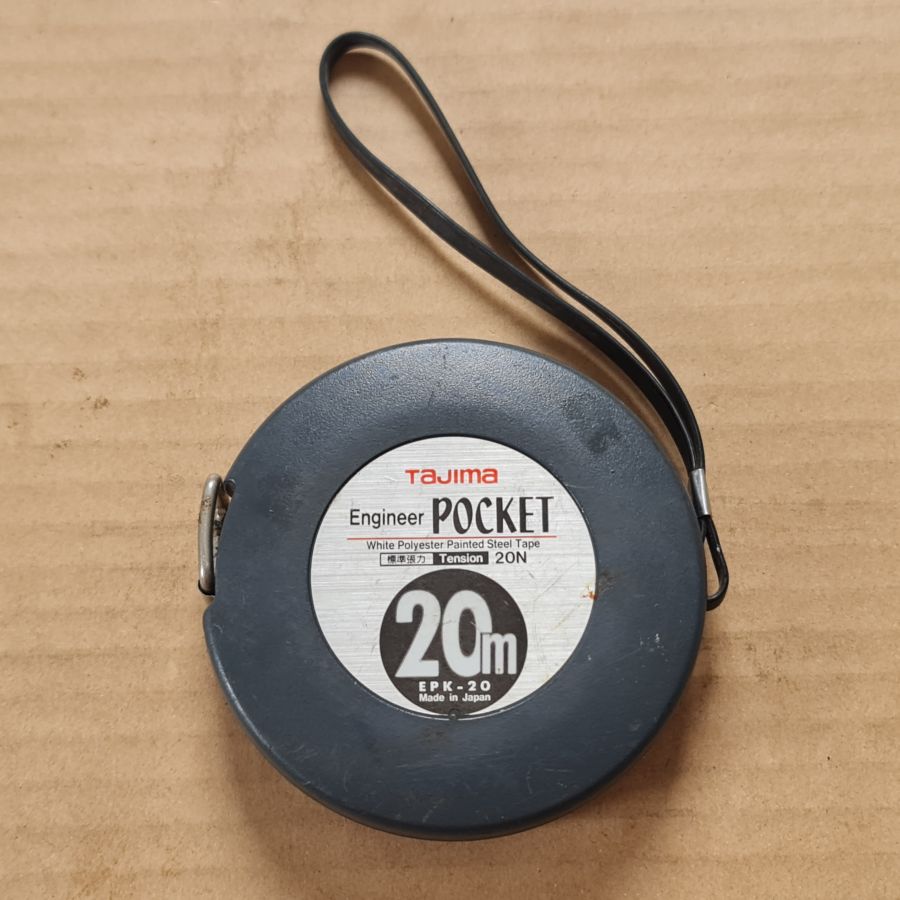 TAJIMA
Engineer POCKET
White Polyester Painted Steel Tape
標準張力 Tension 20N
20m
EPK-20
Made in Japan